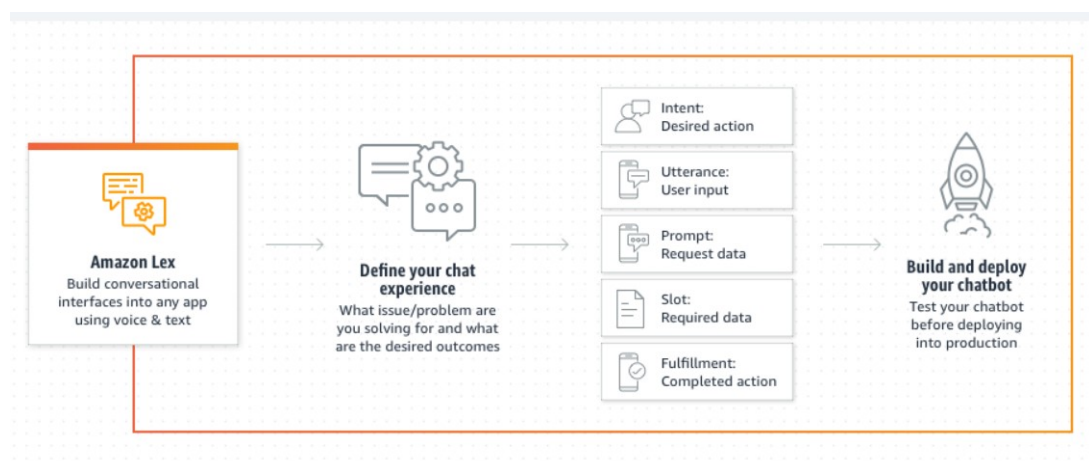 Amazon Lex
Build conversational
interfaces into any app
using voice & text
Define your chat
experience
What issue/problem are
you solving for and what
are the desired outcomes
Intent:
Desired action
Utterance:
User input
Prompt:
Request data
Slot:
Required data
Fulfillment:
Completed action
Build and deploy
your chatbot
Test your chatbot
before deploying
into production